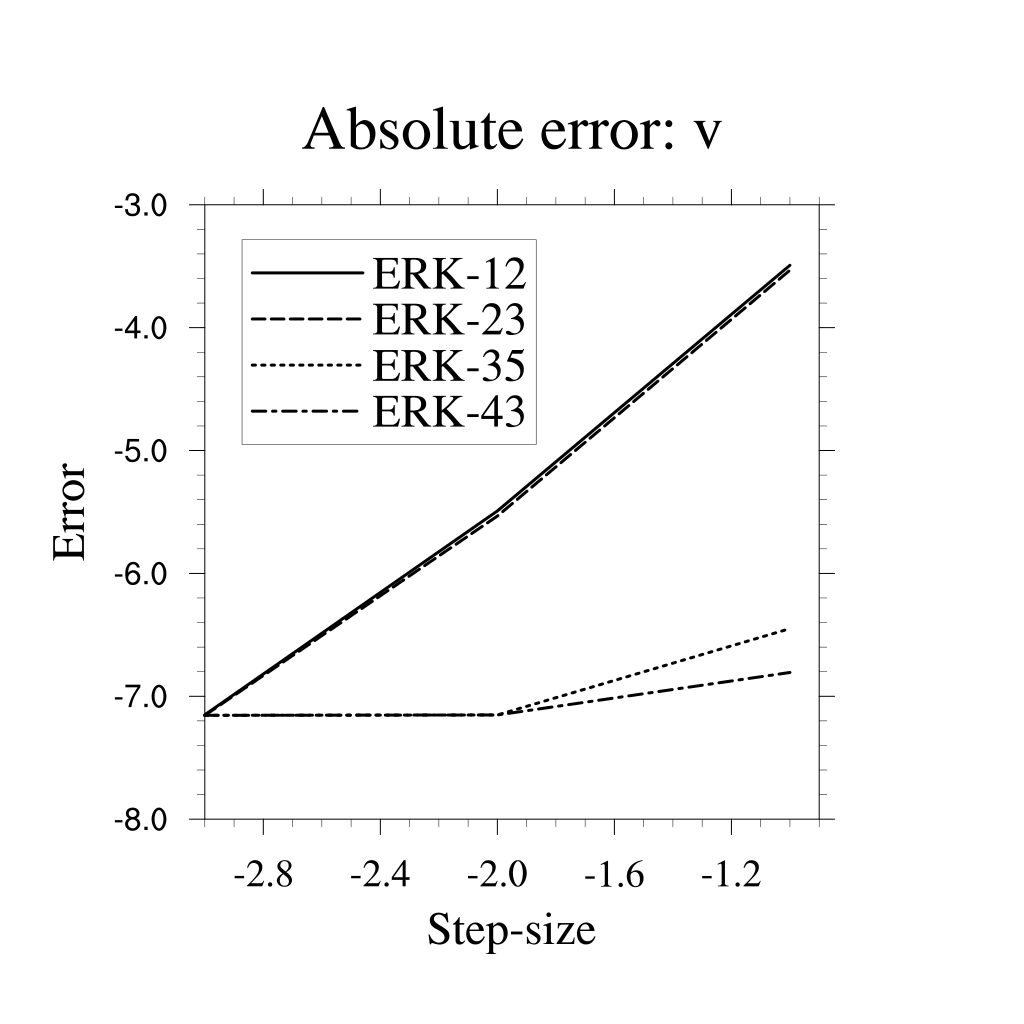 Absolute error: v
-3.0
-4.0
-5.0
-6.0
-7.0
-8.0
Error
ERK-12
ERK-23
ERK-35
ERK-43
-2.8 -2.4 -2.0 -1.6 -1.2
Step-size